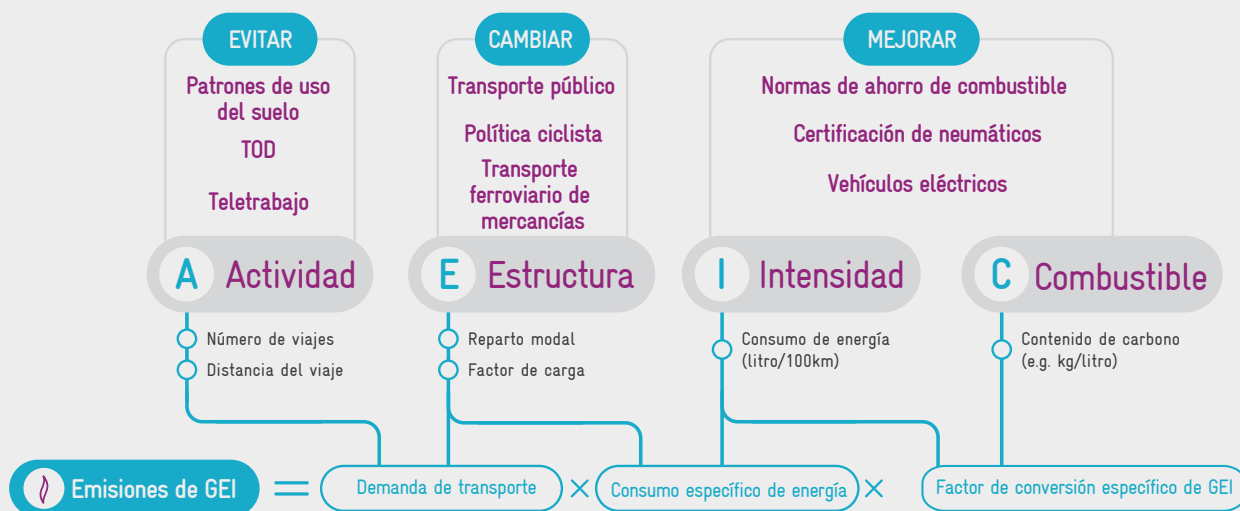 EVITAR
Patrones de uso
del suelo
TOD
Teletrabajo
CAMBIAR
Transporte público
Política ciclista
Transporte
ferroviario de
mercancías
MEJORAR
Normas de ahorro de combustible
Certificación de neumáticos
Vehículos eléctricos
A Actividad
E Estructura
I Intensidad
C Combustible
Número de viajes
Distancia del viaje
Reparto modal
Factor de carga
Consumo de energía
(litro/100km)
Contenido de carbono
(e.g. kg/litro)
Emisiones de GEI = Demanda de transporte × Consumo específico de energía × Factor de conversión específico de GEI